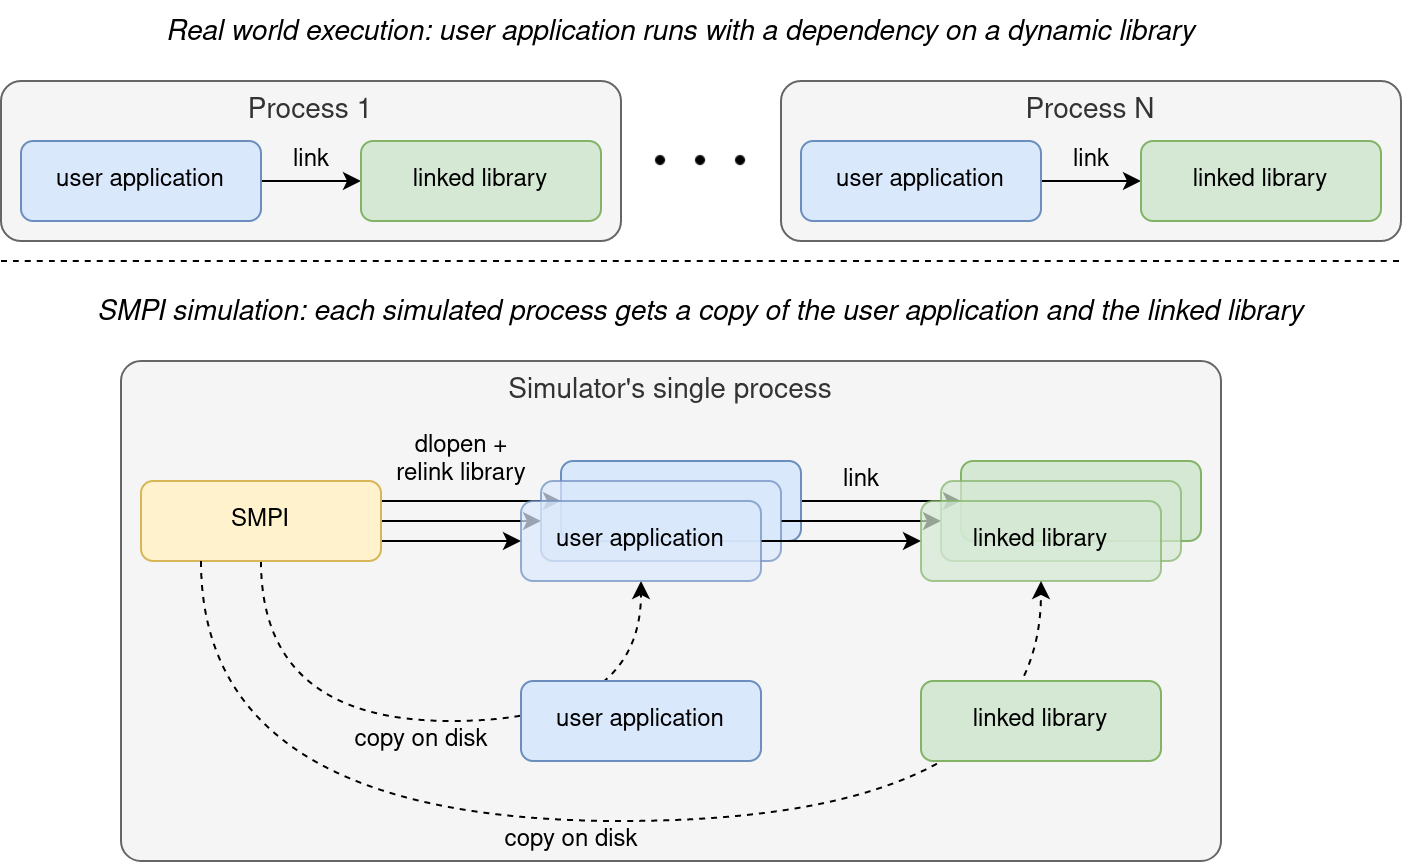 Real world execution: user application runs with a dependency on a dynamic library
Process 1
Process N
user application
link
linked library
user application
link
linked library
SMPI simulation: each simulated process gets a copy of the user application and the linked library
Simulator's single process
dlopen +
relink library
link
SMPI
user application
linked library
user application
linked library
copy on disk
copy on disk